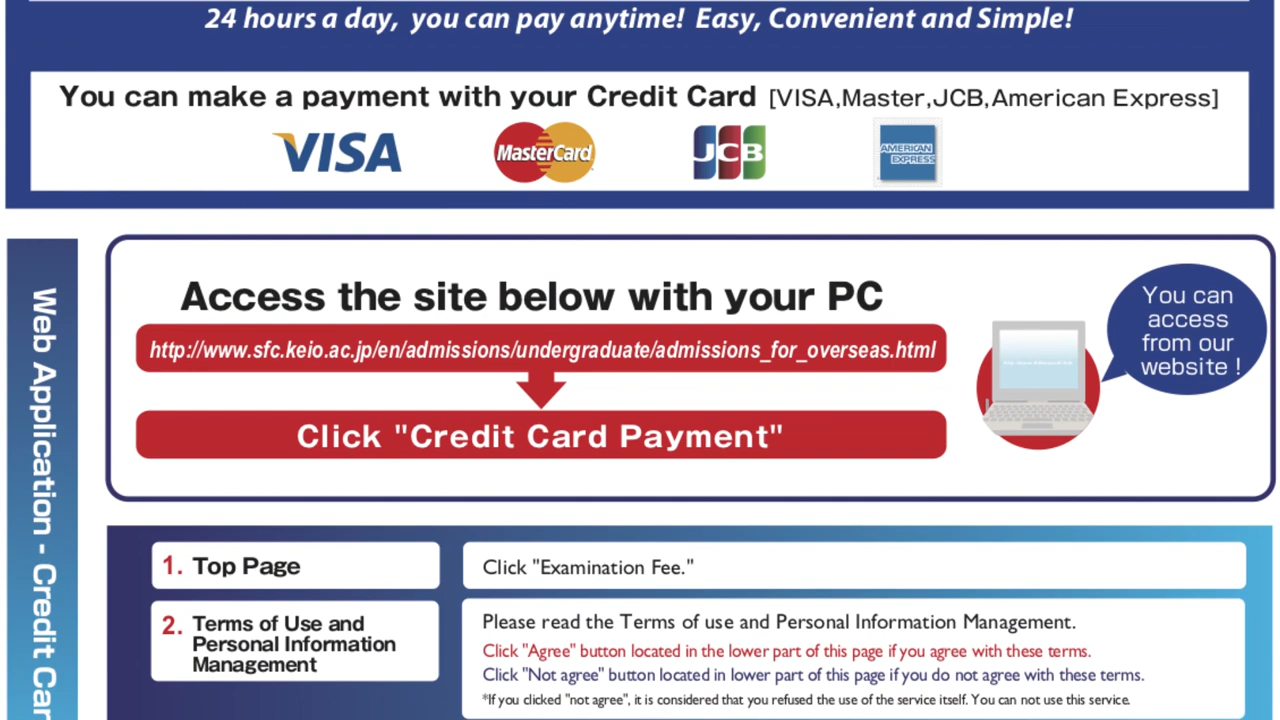 24 hours a day, you can pay anytime! Easy, Convenient and Simple!
You can make a payment with your Credit Card [VISA,Master,JCB,American Express]
VISA
MasterCard
JCB
AMERICAN
EXPRESS
Web Application - Credit Car
Access the site below with your PC
http://www.sfc.keio.ac.jp/en/admissions/undergraduate/admissions_for_overseas.html
Click "Credit Card Payment"
You can
access
from our
website !
1. Top Page
Click "Examination Fee."
2. Terms of Use and
Personal Information
Management
Please read the Terms of use and Personal Information Management.
Click "Agree" button located in the lower part of this page if you agree with these terms.
Click "Not agree" button located in lower part of this page if you do not agree with these terms.
*If you clicked "not agree", it is considered that you refused the use of the service itself. You can not use this service.